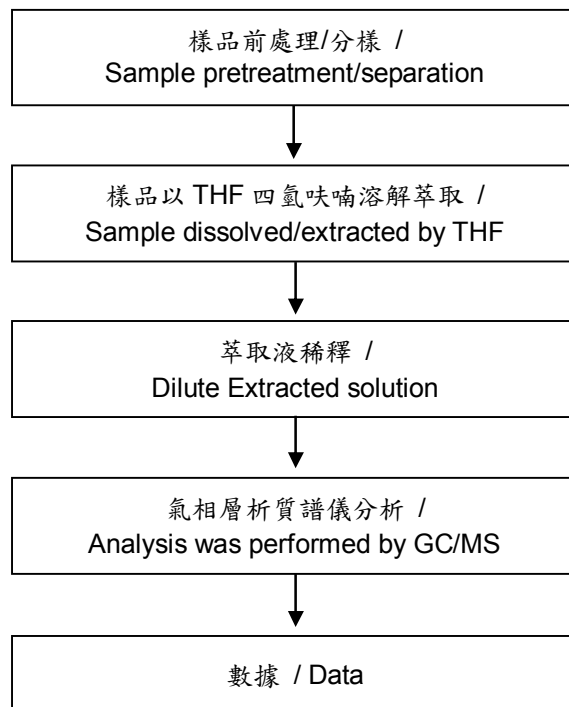 樣品前處理/分樣 /
Sample pretreatment/separation
樣品以 THF 四氫呋喃溶解萃取 /
Sample dissolved/extracted by THF
萃取液稀釋 /
Dilute Extracted solution
氣相層析質譜儀分析 /
Analysis was performed by GC/MS
數據 / Data